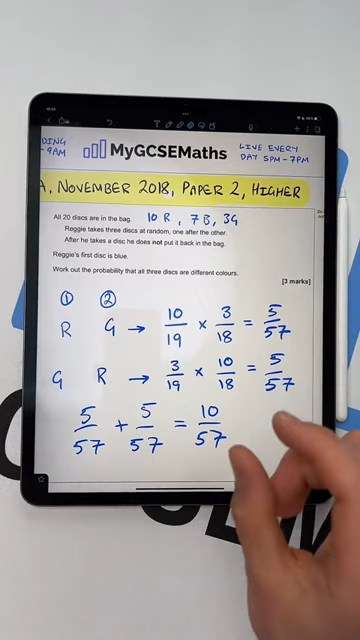 DING
- 9AM
MyGCSEMaths
LIVE EVERY
DAY 5PM-7PM
A, NOVEMBER 2018, PAPER 2, HIGHER
All 20 discs are in the bag. 10 R, 7 B, 3 G
Reggie takes three discs at random, one after the other.
After he takes a disc he does not put it back in the bag.
Reggie's first disc is blue.
Work out the probability that all three discs are different colours.
[3 marks]
① ②
R G → 10/19 × 3/18 = 5/57
G R → 3/19 × 10/18 = 5/57
5/57 + 5/57 = 10/57